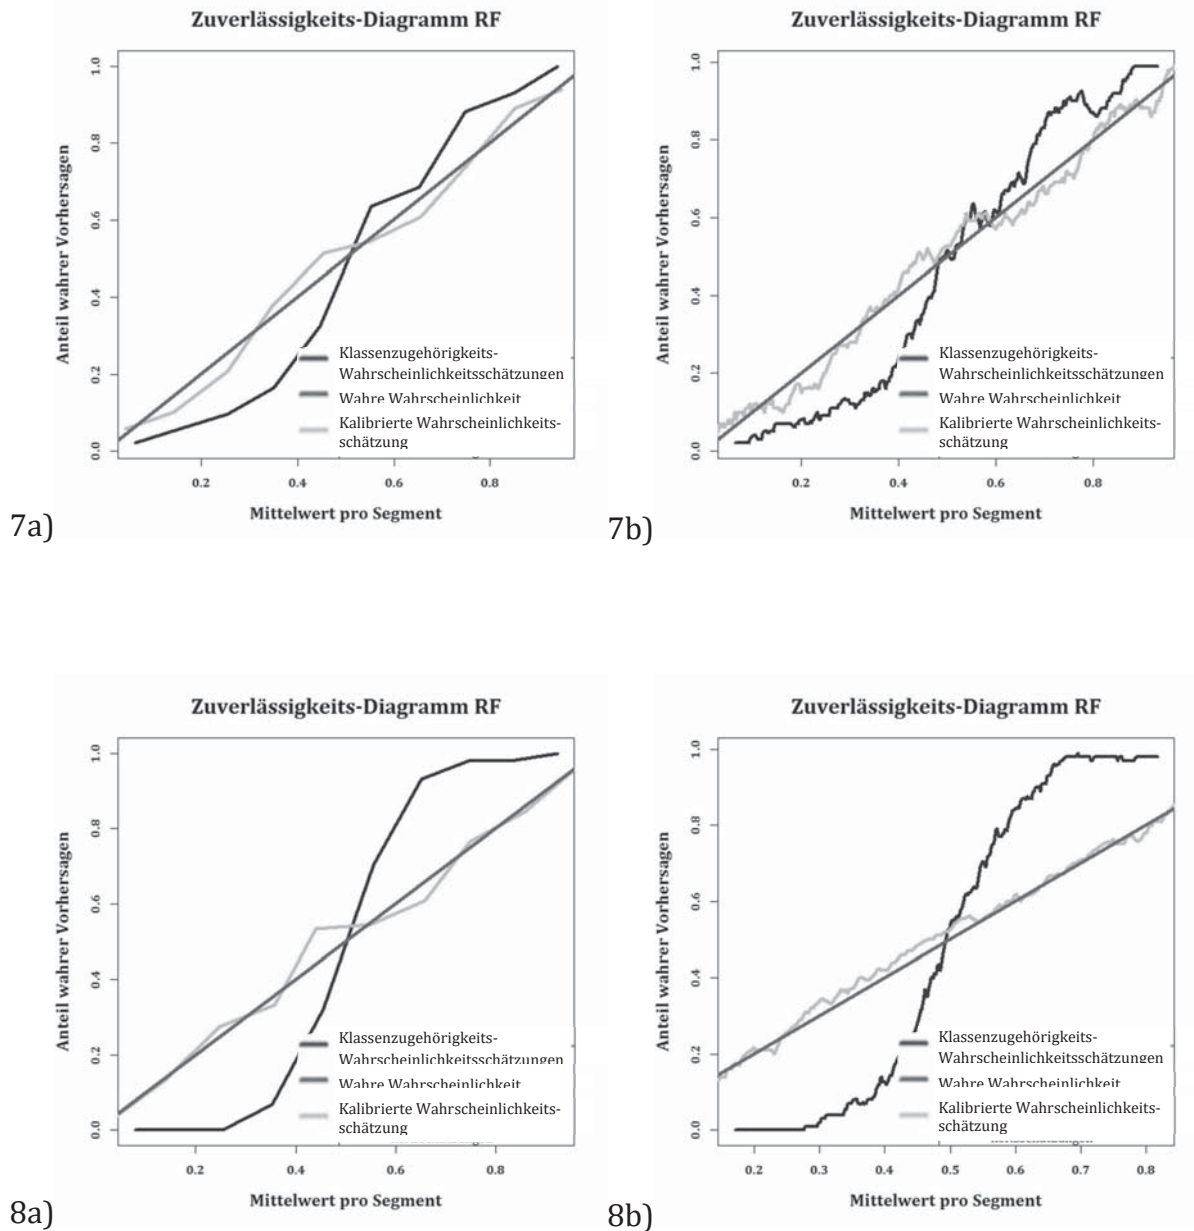 Zuverlässigkeits-Diagramm RF
Anteil wahrer Vorhersagen
1.0
0.8
0.6
0.4
0.2
0.0
Klassenzugehörigkeits-
Wahrscheinlichkeitsschätzungen
Wahre Wahrscheinlichkeit
Kalibrierte Wahrscheinlichkeits-
schätzung
0.2 0.4 0.6 0.8
Mittelwert pro Segment
7a)
Zuverlässigkeits-Diagramm RF
Anteil wahrer Vorhersagen
1.0
0.8
0.6
0.4
0.2
0.0
Klassenzugehörigkeits-
Wahrscheinlichkeitsschätzungen
Wahre Wahrscheinlichkeit
Kalibrierte Wahrscheinlichkeits-
schätzung
0.2 0.4 0.6 0.8
Mittelwert pro Segment
7b)
Zuverlässigkeits-Diagramm RF
Anteil wahrer Vorhersagen
1.0
0.8
0.6
0.4
0.2
0.0
Klassenzugehörigkeits-
Wahrscheinlichkeitsschätzungen
Wahre Wahrscheinlichkeit
Kalibrierte Wahrscheinlichkeits-
schätzung
0.2 0.4 0.6 0.8
Mittelwert pro Segment
8a)
Zuverlässigkeits-Diagramm RF
Anteil wahrer Vorhersagen
1.0
0.8
0.6
0.4
0.2
0.0
Klassenzugehörigkeits-
Wahrscheinlichkeitsschätzungen
Wahre Wahrscheinlichkeit
Kalibrierte Wahrscheinlichkeits-
schätzung
0.2 0.3 0.4 0.5 0.6 0.7 0.8
Mittelwert pro Segment
8b)